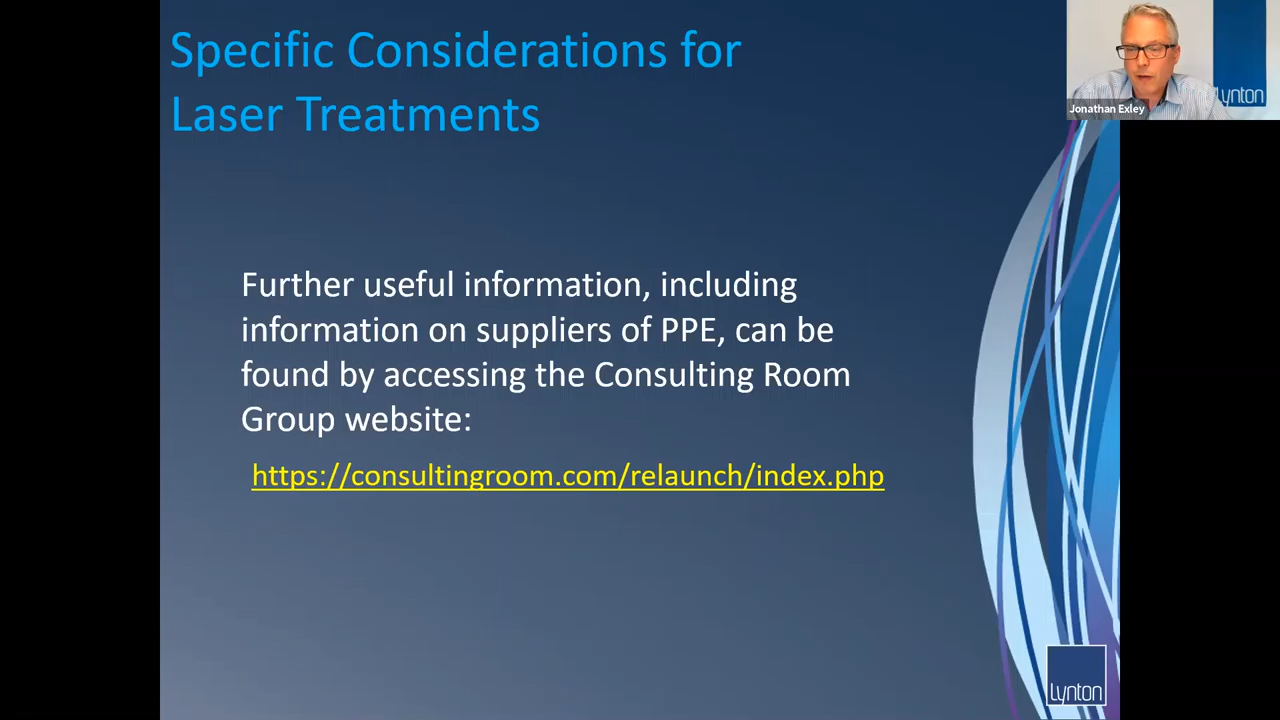 Specific Considerations for
Laser Treatments
Lynton
Jonathan Exley
Further useful information, including
information on suppliers of PPE, can be
found by accessing the Consulting Room
Group website:
https://consultingroom.com/relaunch/index.php
Lynton